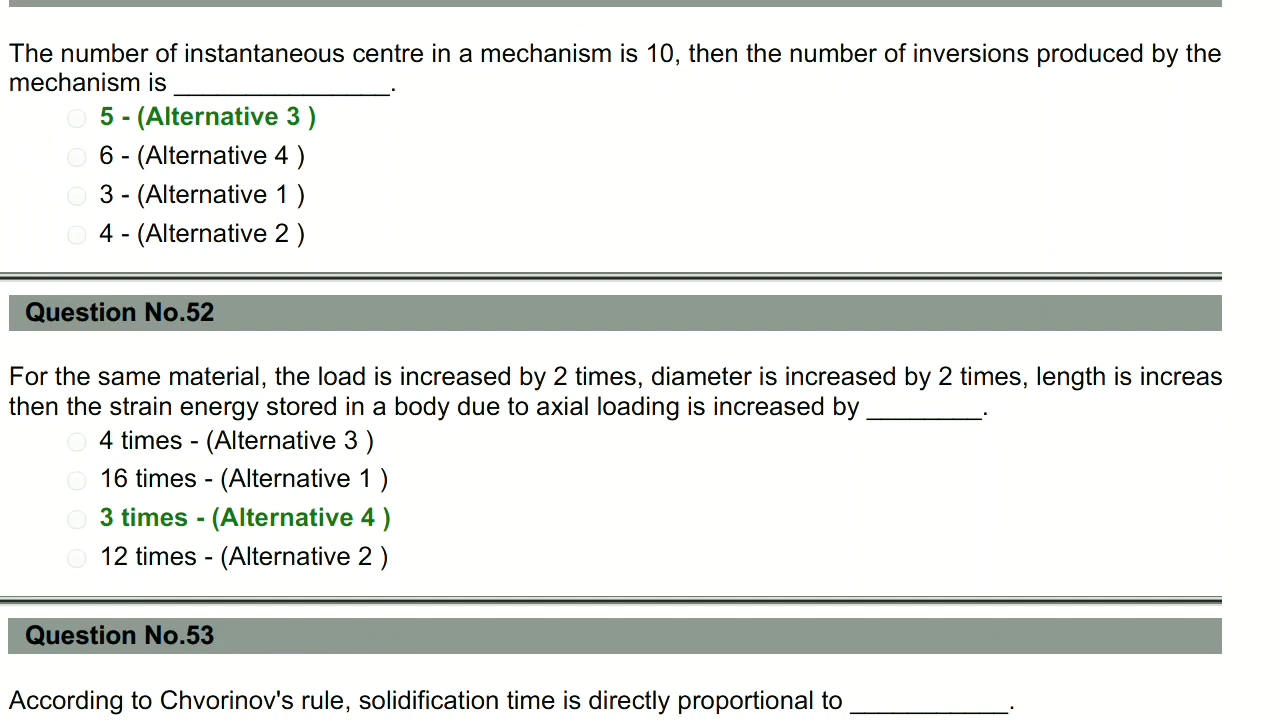 The number of instantaneous centre in a mechanism is 10, then the number of inversions produced by the
mechanism is _______________.
5 - (Alternative 3 )
6 - (Alternative 4 )
3 - (Alternative 1 )
4 - (Alternative 2 )
Question No.52
For the same material, the load is increased by 2 times, diameter is increased by 2 times, length is increas
then the strain energy stored in a body due to axial loading is increased by ________.
4 times - (Alternative 3 )
16 times - (Alternative 1 )
3 times - (Alternative 4 )
12 times - (Alternative 2 )
Question No.53
According to Chvorinov's rule, solidification time is directly proportional to ___________.